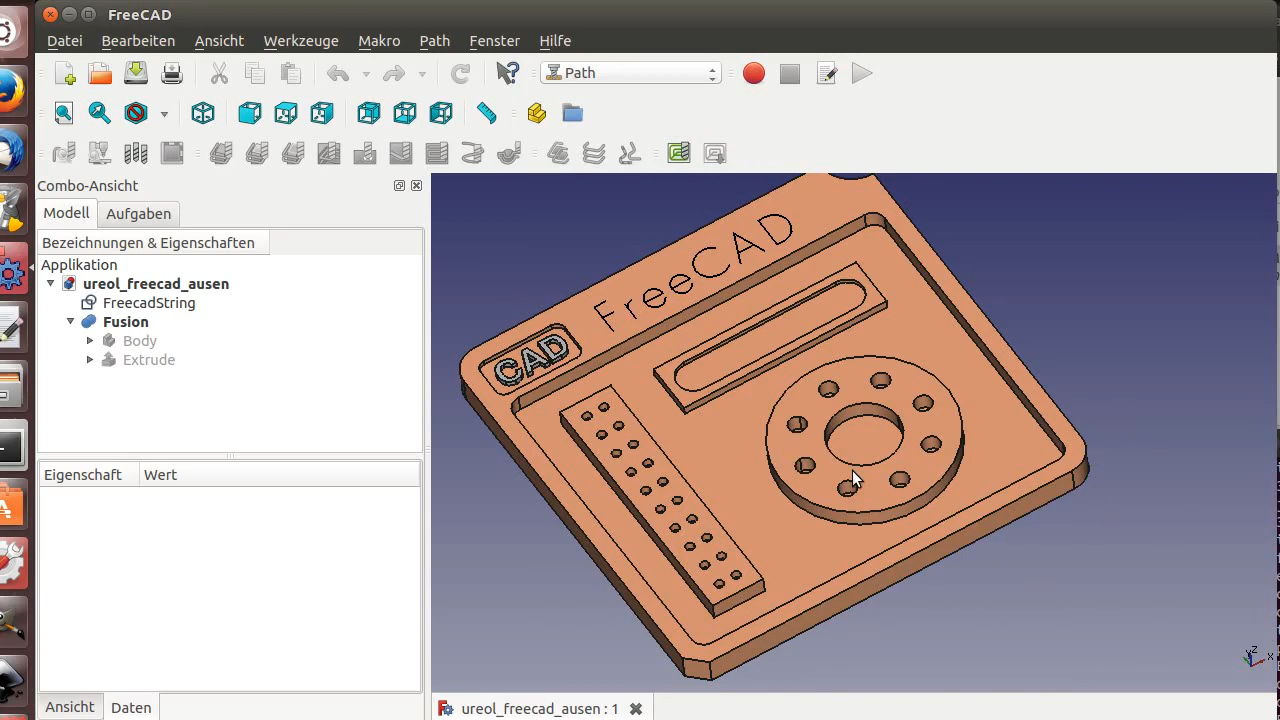 FreeCAD
Datei Bearbeiten Ansicht Werkzeuge Makro Path Fenster Hilfe
Path
Combo-Ansicht
Modell Aufgaben
Bezeichnungen & Eigenschaften
Applikation
ureol_freecad_ausen
FreecadString
Fusion
Body
Extrude
Eigenschaft Wert
Ansicht Daten
FreeCAD
CAD
Z
Y
X
ureol_freecad_ausen : 1